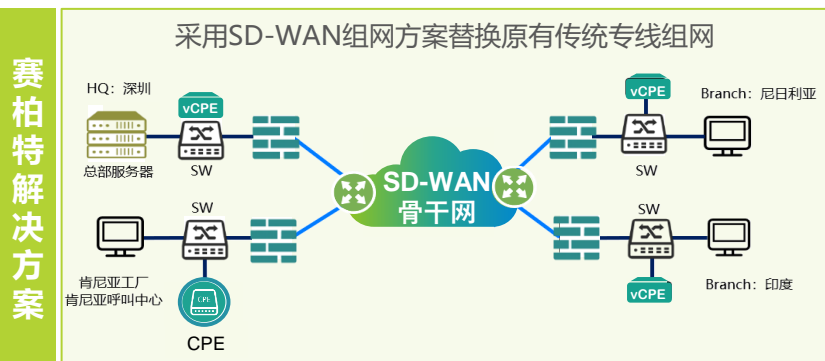 采用SD-WAN组网方案替换原有传统专线组网
赛柏特解决方案
HQ：深圳
vCPE
总部服务器
SW
SW
肯尼亚工厂
肯尼亚呼叫中心
CPE
CPE
SD-WAN
骨干网
vCPE
Branch：尼日利亚
SW
SW
vCPE
Branch：印度